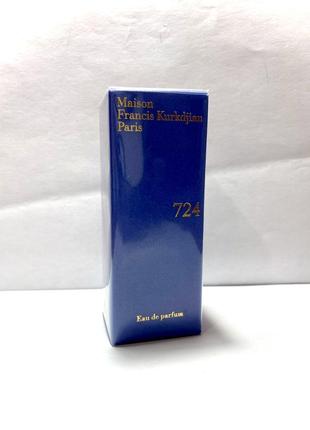 Maison
Francis Kurkdjian
Paris
724
Eau de parfum